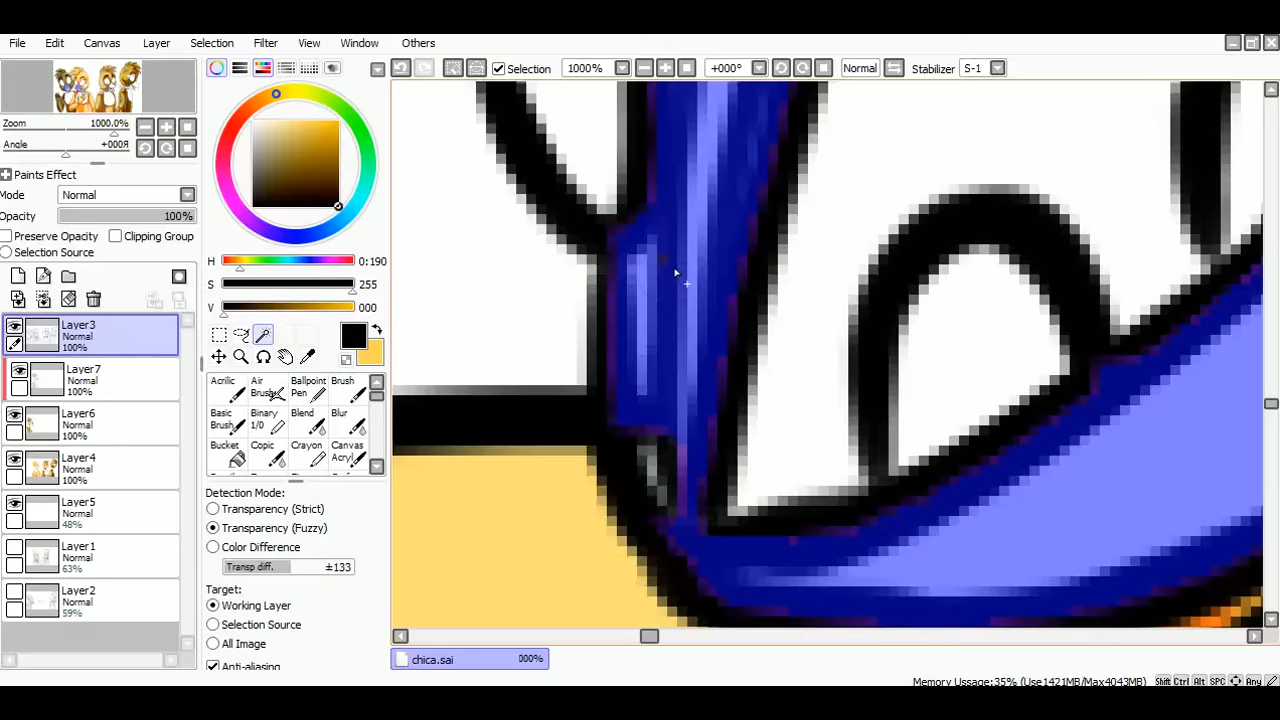 File Edit Canvas Layer Selection Filter View Window Others
Selection 1000% +000° Normal Stabilizer S-1
Zoom 1000.0%
Angle +000Я
Paints Effect
Mode Normal
Opacity 100%
Preserve Opacity Clipping Group
Selection Source
Layer3
Normal
100%
Layer7
Normal
100%
Layer6
Normal
100%
Layer4
Normal
100%
Layer5
Normal
48%
Layer1
Normal
63%
Layer2
Normal
59%
H 0:190
S 255
V 000
Acrilic
Air Brush
Ballpoint Pen
Brush
Basic Brush
Binary 1/0
Blend
Blur
Bucket
Copic
Crayon
Canvas Acryl
Detection Mode:
Transparency (Strict)
Transparency (Fuzzy)
Color Difference
Transp diff. ±133
Target:
Working Layer
Selection Source
All Image
Anti-aliasing
chica.sai 000%
Memory Ussage:35% (Use1421MB/Max4043MB) Shift Ctrl Alt SPC Any